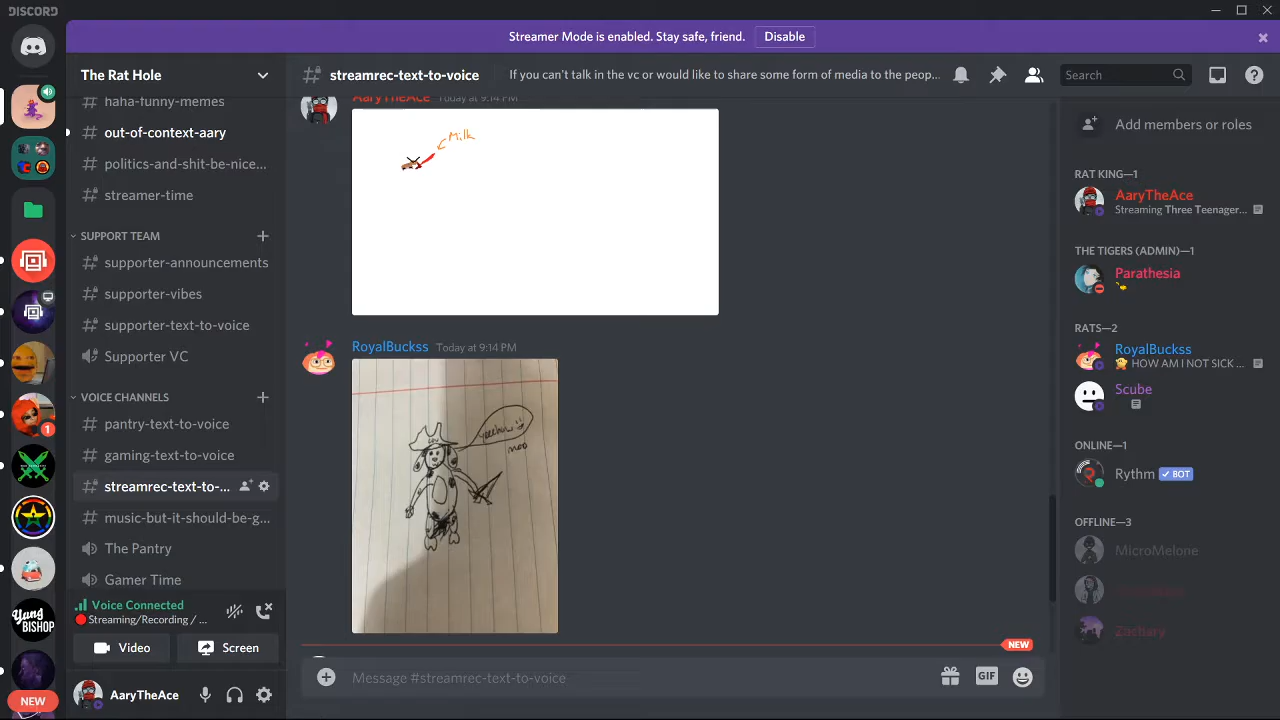 DISCORD
Streamer Mode is enabled. Stay safe, friend.
Disable
The Rat Hole
haha-funny-memes
out-of-context-aary
politics-and-shit-be-nice...
streamer-time
SUPPORT TEAM
supporter-announcements
supporter-vibes
supporter-text-to-voice
Supporter VC
VOICE CHANNELS
pantry-text-to-voice
gaming-text-to-voice
streamrec-text-to-...
music-but-it-should-be-g...
The Pantry
Gamer Time
Voice Connected
Streaming/Recording / ...
Video
Screen
AaryTheAce
1
YUNG
BISHOP
NEW
streamrec-text-to-voice
If you can't talk in the vc or would like to share some form of media to the peop...
Search
AaryTheAce Today at 9:14 PM
Milk
RoyalBuckss Today at 9:14 PM
moo
NEW
Message #streamrec-text-to-voice
GIF
Add members or roles
RAT KING—1
AaryTheAce
Streaming Three Teenager...
THE TIGERS (ADMIN)—1
Parathesia
RATS—2
RoyalBuckss
HOW AM I NOT SICK ...
Scube
ONLINE—1
Rythm BOT
OFFLINE—3
MicroMelone
Zachary